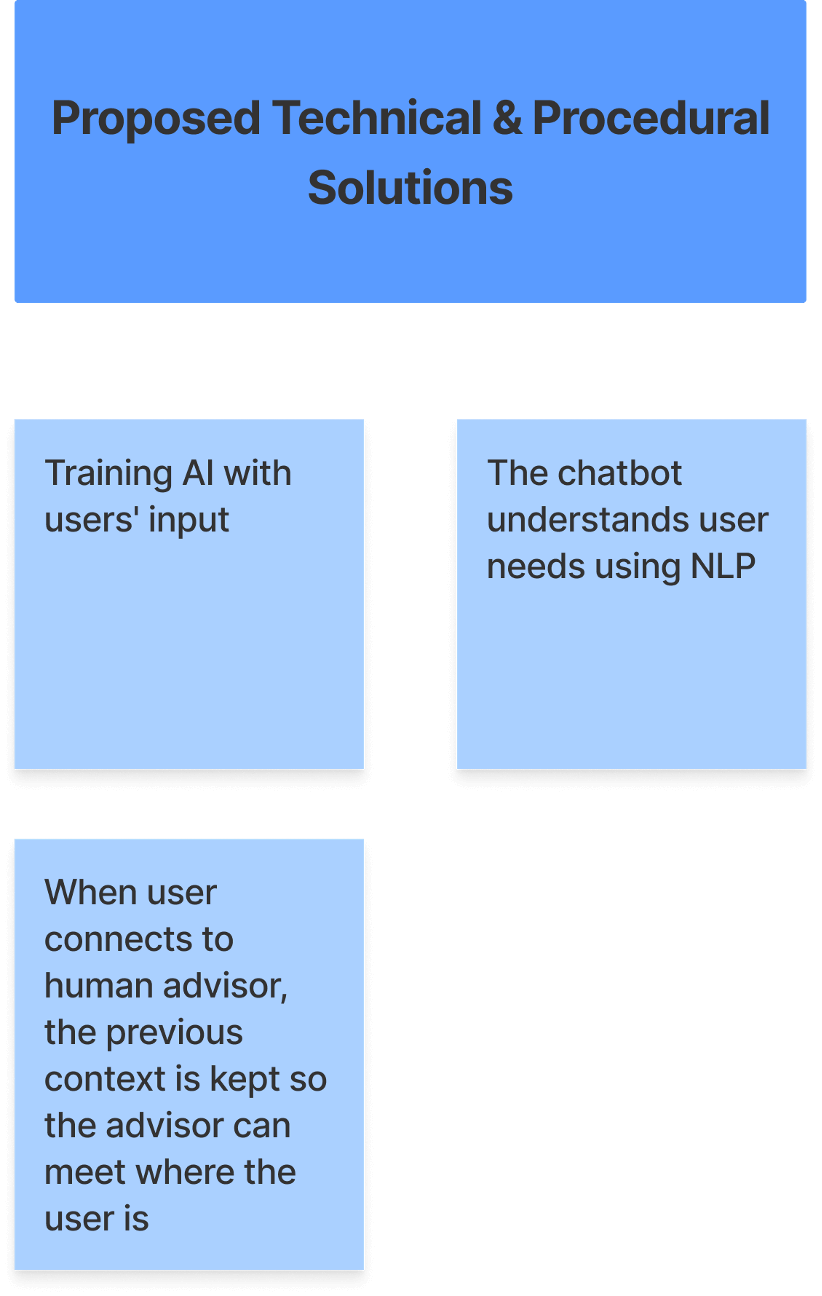 Proposed Technical & Procedural
Solutions
Training AI with
users' input
The chatbot
understands user
needs using NLP
When user
connects to
human advisor,
the previous
context is kept so
the advisor can
meet where the
user is